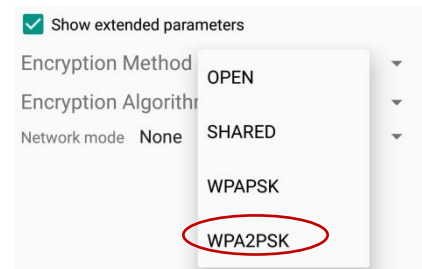 Show extended parameters
Encryption Method
OPEN
Encryption Algorith
Network mode None
SHARED
WPAPSK
WPA2PSK